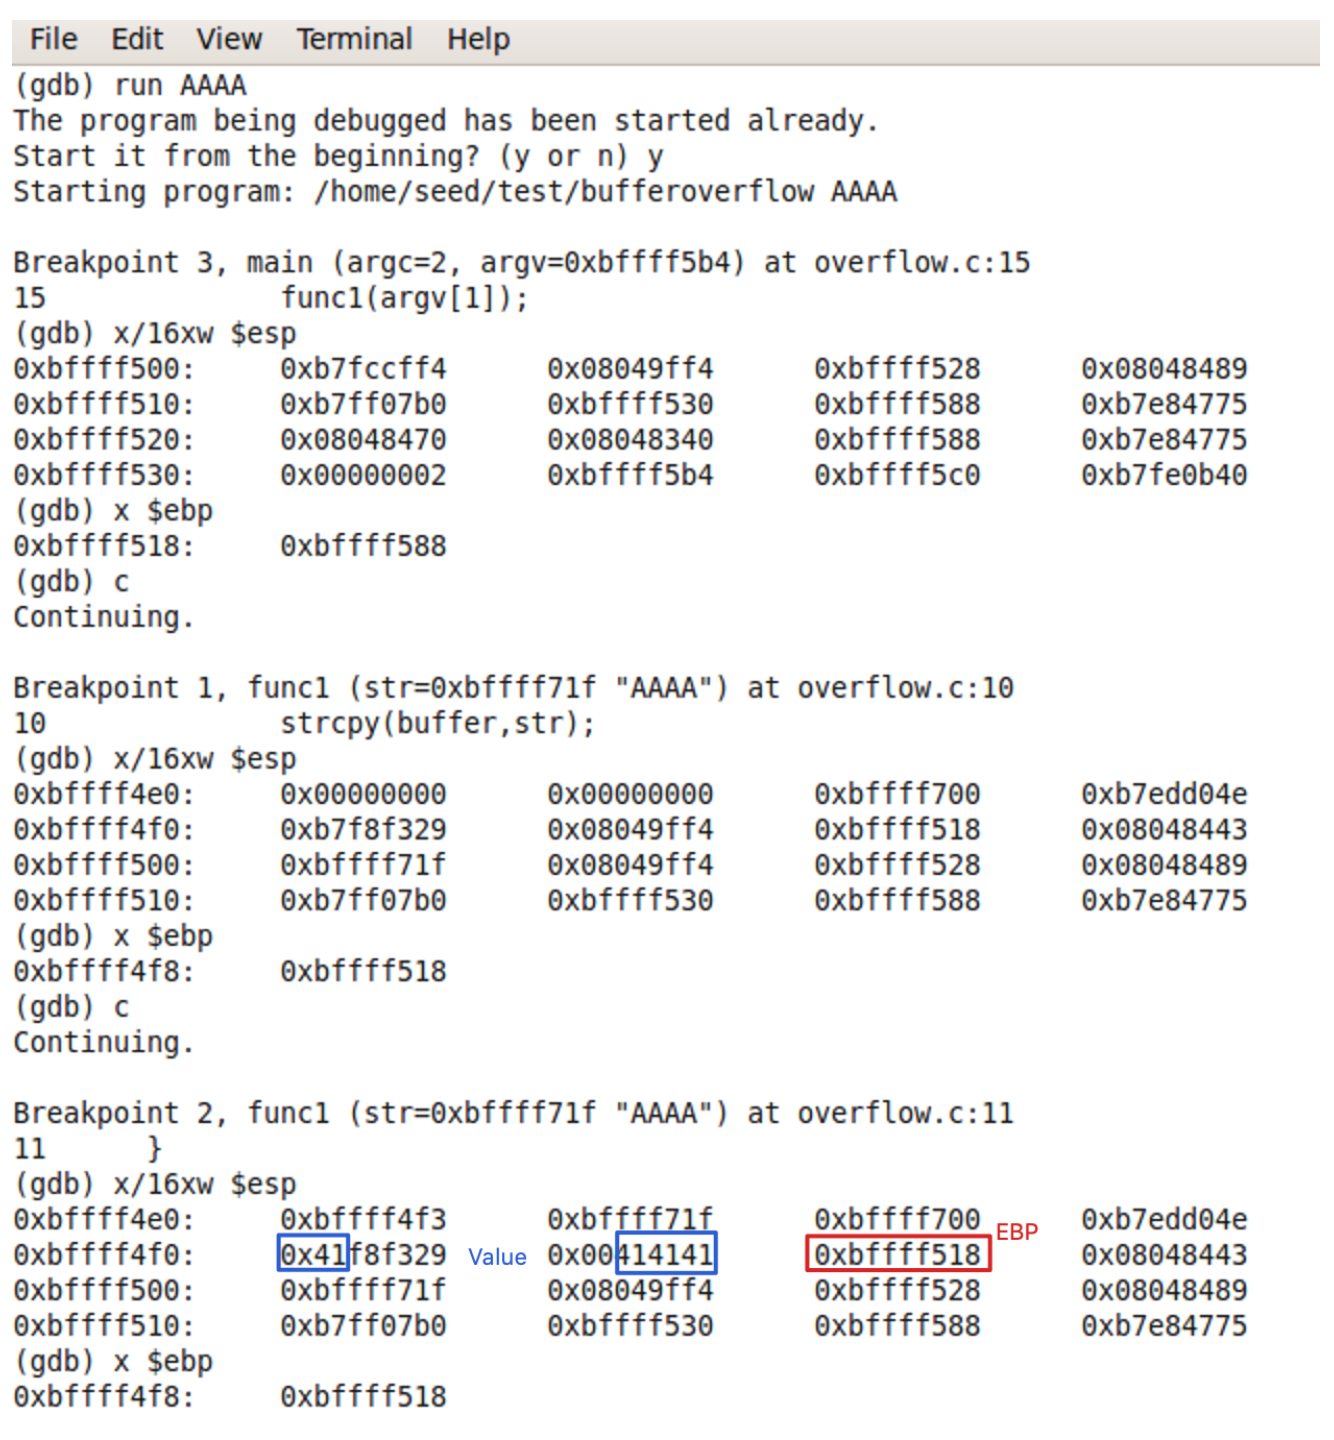 File Edit View Terminal Help
(gdb) run AAAA
The program being debugged has been started already.
Start it from the beginning? (y or n) y
Starting program: /home/seed/test/bufferoverflow AAAA
Breakpoint 3, main (argc=2, argv=0xbffff5b4) at overflow.c:15
15 func1(argv[1]);
(gdb) x/16xw $esp
0xbffff500: 0xb7fccff4 0x08049ff4 0xbffff528 0x08048489
0xbffff510: 0xb7ff07b0 0xbffff530 0xbffff588 0xb7e84775
0xbffff520: 0x08048470 0x08048340 0xbffff588 0xb7e84775
0xbffff530: 0x00000002 0xbffff5b4 0xbffff5c0 0xb7fe0b40
(gdb) x $ebp
0xbffff518: 0xbffff588
(gdb) c
Continuing.
Breakpoint 1, func1 (str=0xbffff71f "AAAA") at overflow.c:10
10 strcpy(buffer,str);
(gdb) x/16xw $esp
0xbffff4e0: 0x00000000 0x00000000 0xbffff700 0xb7edd04e
0xbffff4f0: 0xb7f8f329 0x08049ff4 0xbffff518 0x08048443
0xbffff500: 0xbffff71f 0x08049ff4 0xbffff528 0x08048489
0xbffff510: 0xb7ff07b0 0xbffff530 0xbffff588 0xb7e84775
(gdb) x $ebp
0xbffff4f8: 0xbffff518
(gdb) c
Continuing.
Breakpoint 2, func1 (str=0xbffff71f "AAAA") at overflow.c:11
11 }
(gdb) x/16xw $esp
0xbffff4e0: 0xbffff4f3 0xbffff71f 0xbffff700 EBP 0xb7edd04e
0xbffff4f0: 0x41f8f329 Value 0x00414141 0xbffff518 0x08048443
0xbffff500: 0xbffff71f 0x08049ff4 0xbffff528 0x08048489
0xbffff510: 0xb7ff07b0 0xbffff530 0xbffff588 0xb7e84775
(gdb) x $ebp
0xbffff4f8: 0xbffff518